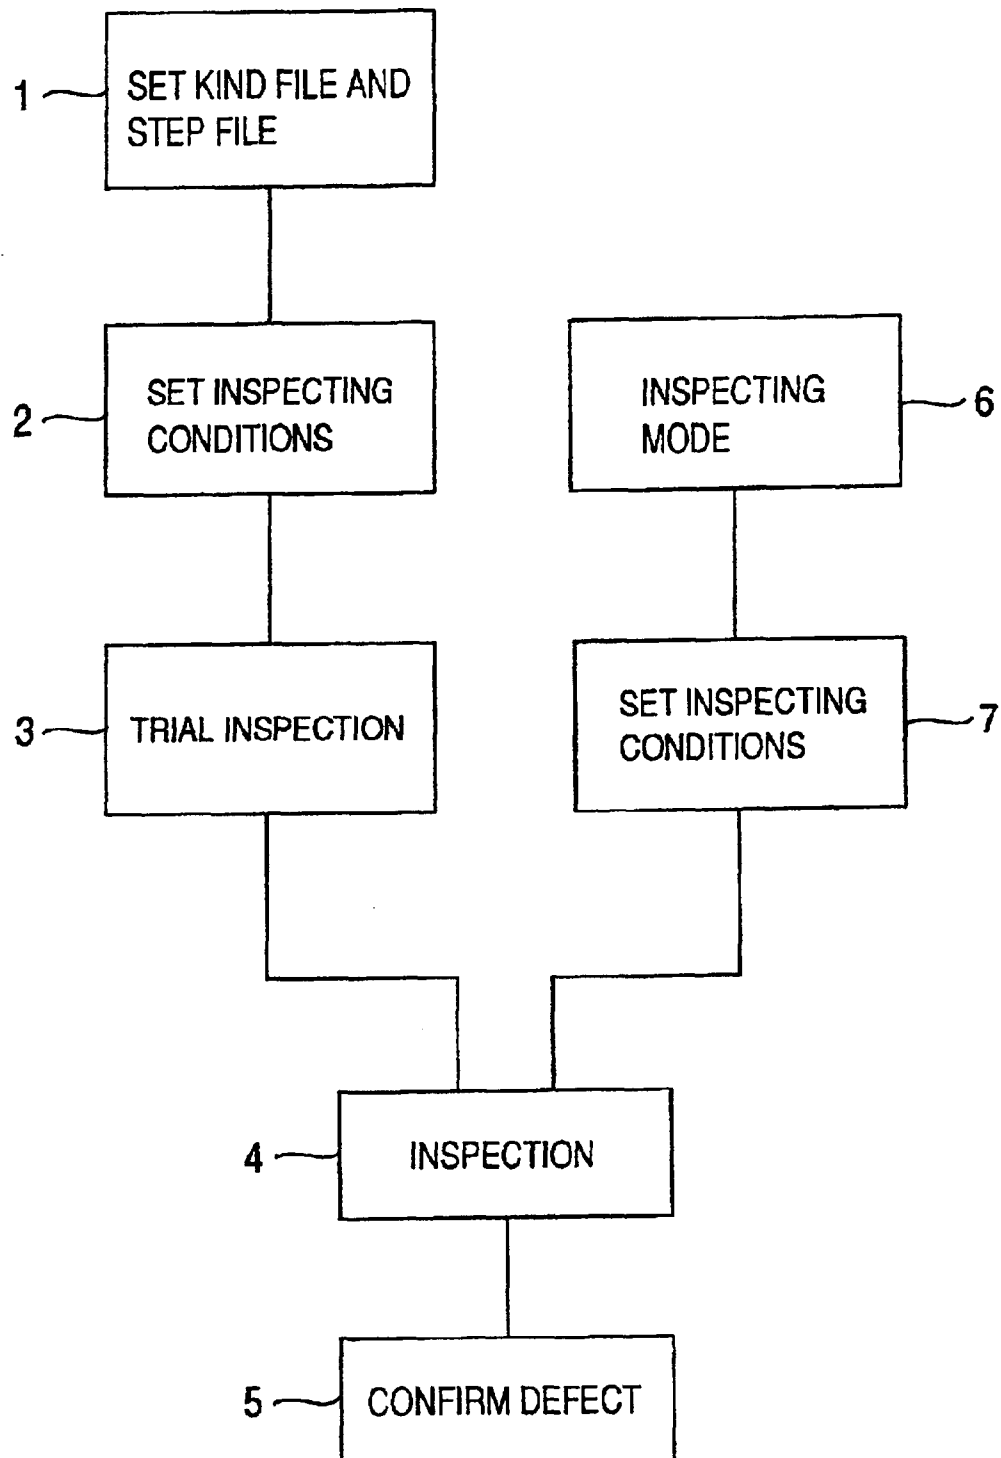 1
SET KIND FILE AND
STEP FILE
2
SET INSPECTING
CONDITIONS
INSPECTING
MODE
6
3
TRIAL INSPECTION
SET INSPECTING
CONDITIONS
7
4
INSPECTION
5
CONFIRM DEFECT